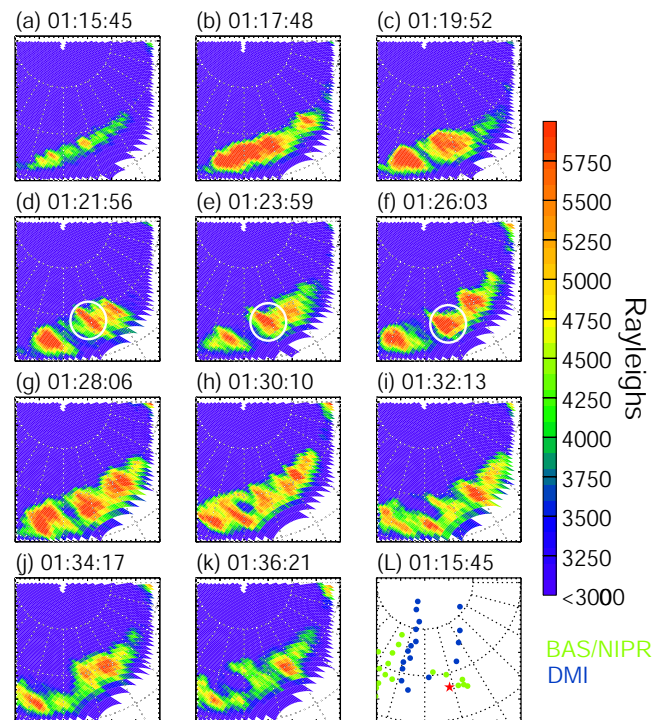 (a) 01:15:45
(b) 01:17:48
(c) 01:19:52
(d) 01:21:56
(e) 01:23:59
(f) 01:26:03
(g) 01:28:06
(h) 01:30:10
(i) 01:32:13
(j) 01:34:17
(k) 01:36:21
(L) 01:15:45
5750
5500
5250
5000
4750
4500
4250
4000
3750
3500
3250
<3000
Rayleighs
BAS/NIPR
DMI